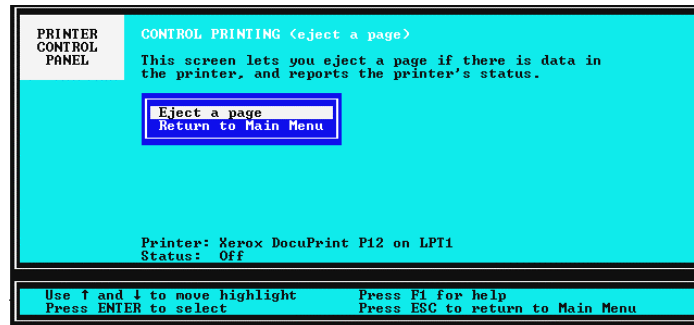 PRINTER
CONTROL
PANEL
CONTROL PRINTING <eject a page>
This screen lets you eject a page if there is data in
the printer, and reports the printer's status.
Eject a page
Return to Main Menu
Printer: Xerox DocuPrint P12 on LPT1
Status: Off
Use ↑ and ↓ to move highlight
Press F1 for help
Press ENTER to select
Press ESC to return to Main Menu